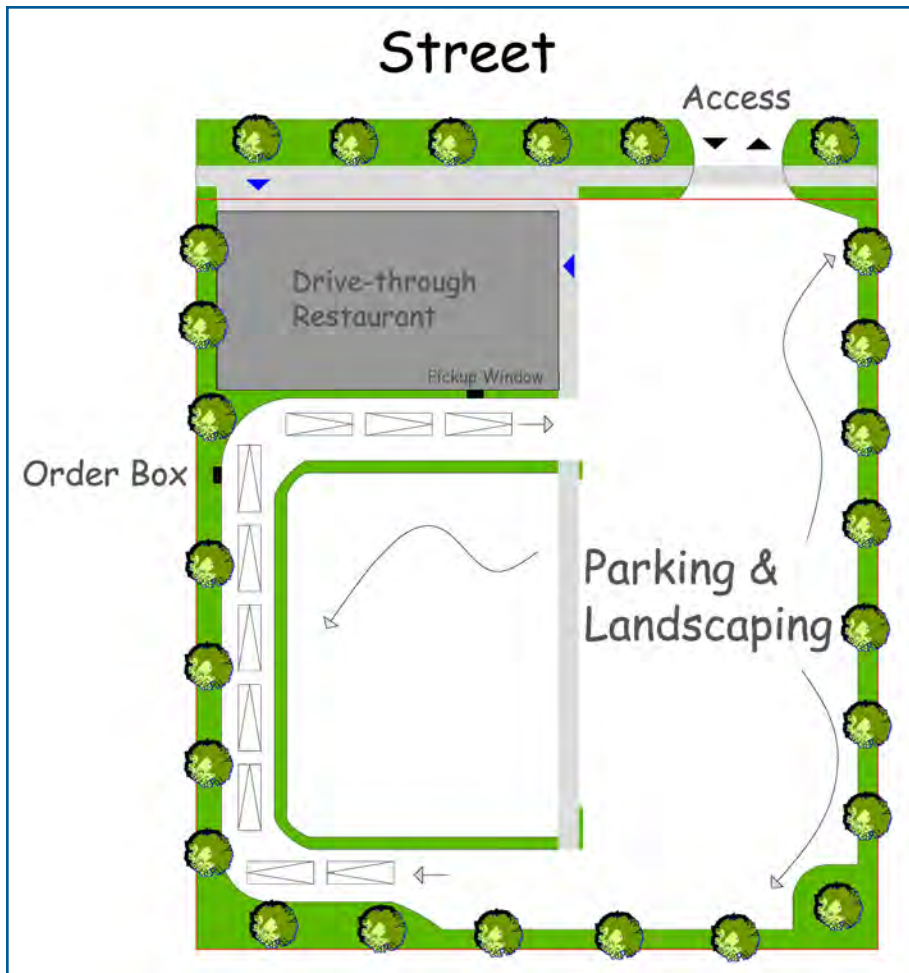 Street
Access
Drive-through
Restaurant
Pickup Window
Order Box
Parking &
Landscaping